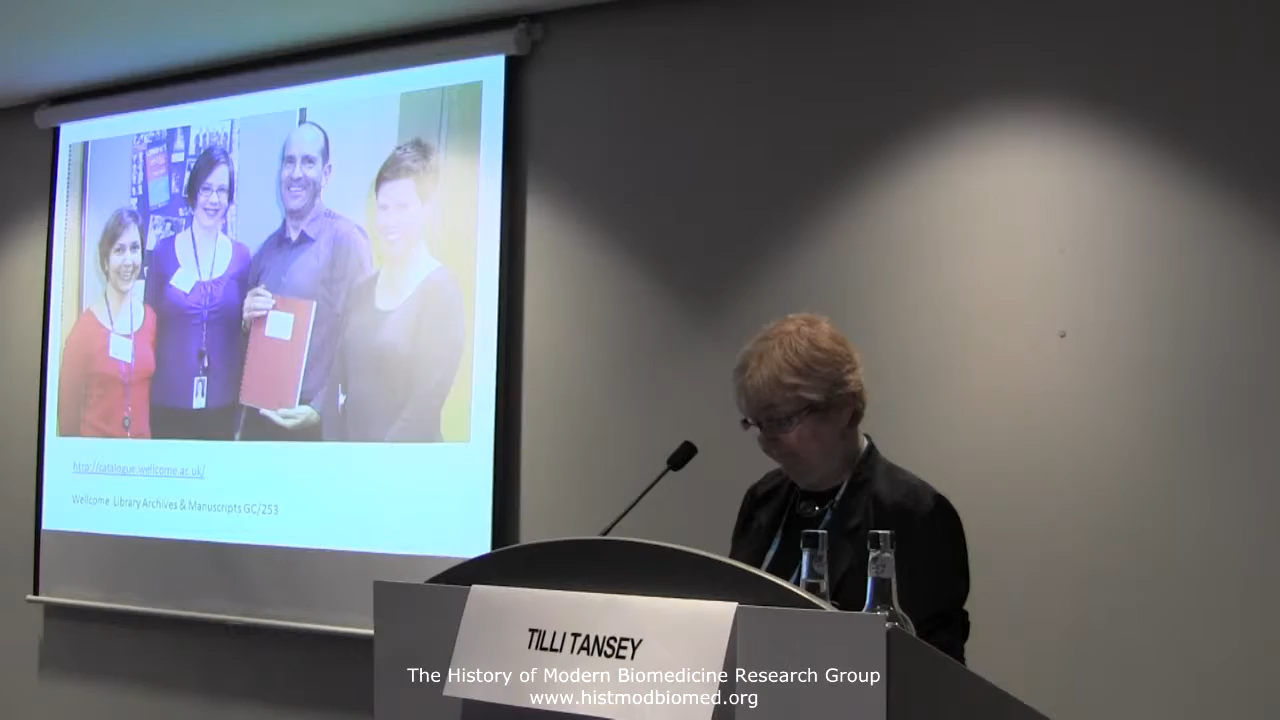 http://catalogue.wellcome.ac.uk/
Wellcome Library Archives & Manuscripts GC/253
TILLI TANSEY
The History of Modern Biomedicine Research Group
www.histmodbiomed.org